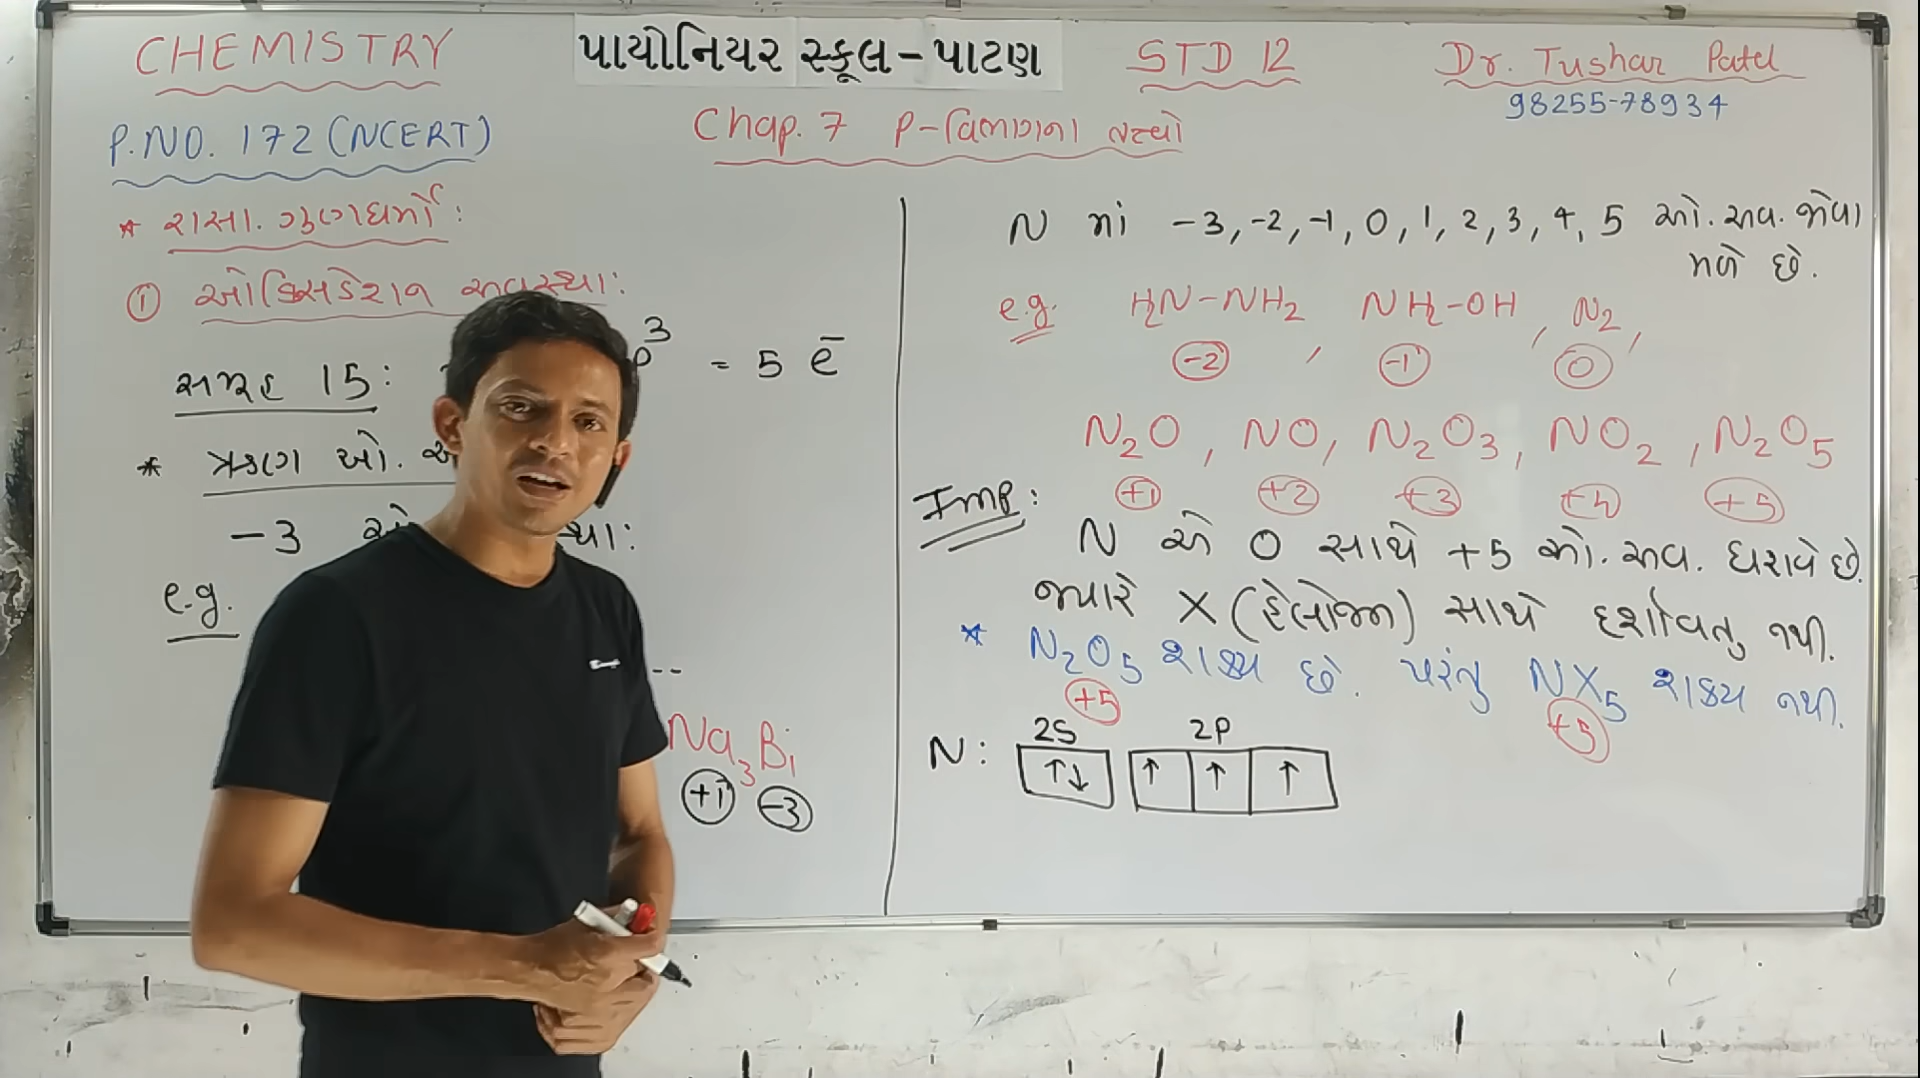 CHEMISTRY
પાયોનિયર સ્કૂલ - પાટણ
STD 12
Dr. Tushar Patel
98255-78934
P.NO. 172 (NCERT)
Chap. 7 P-વિભાગના તત્વો
* રાસા. ગુણધર્મો:
① ઓક્સિડેશન અવસ્થા:
સમૂહ 15:
3 = 5 e⁻
* ઋણ ઓ.
-3
e.g.
--
Na₃Bi
+1 -3
N માં -3, -2, -1, 0, 1, 2, 3, 4, 5 ઓ. અવ. જોવા
મળે છે.
e.g. H₂N-NH₂, NH₂-OH, N₂,
-2 -1 0
N₂O, NO, N₂O₃, NO₂, N₂O₅
+1 +2 +3 +4 +5
Imp:
N એ O સાથે +5 ઓ. અવ. ધરાવે છે.
જ્યારે X (હેલોજન) સાથે દર્શાવતુ નથી.
* N₂O₅ શક્ય છે. પરંતુ NX₅ શક્ય નથી.
+5 +5
2S 2P
N: ↑↓ ↑ ↑ ↑